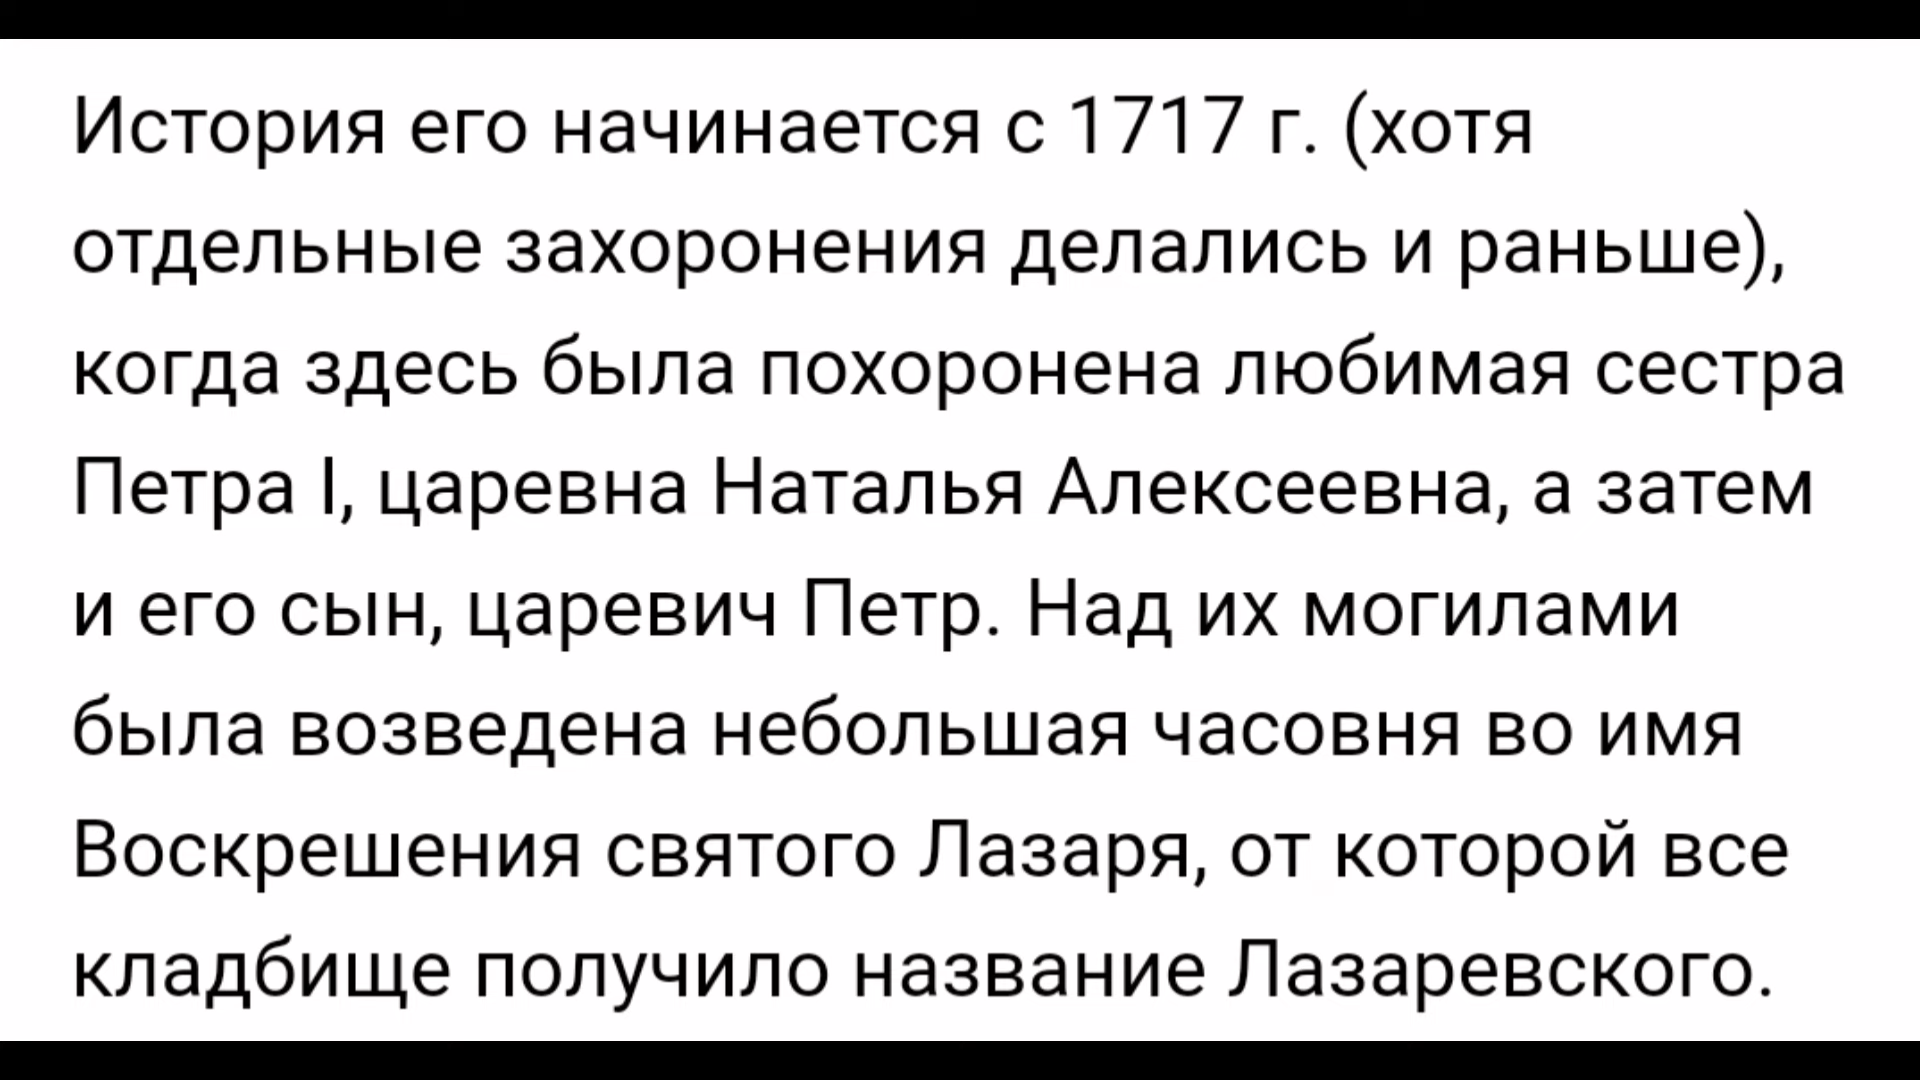 История его начинается с 1717 г. (хотя
отдельные захоронения делались и раньше),
когда здесь была похоронена любимая сестра
Петра I, царевна Наталья Алексеевна, а затем
и его сын, царевич Петр. Над их могилами
была возведена небольшая часовня во имя
Воскрешения святого Лазаря, от которой все
кладбище получило название Лазаревского.